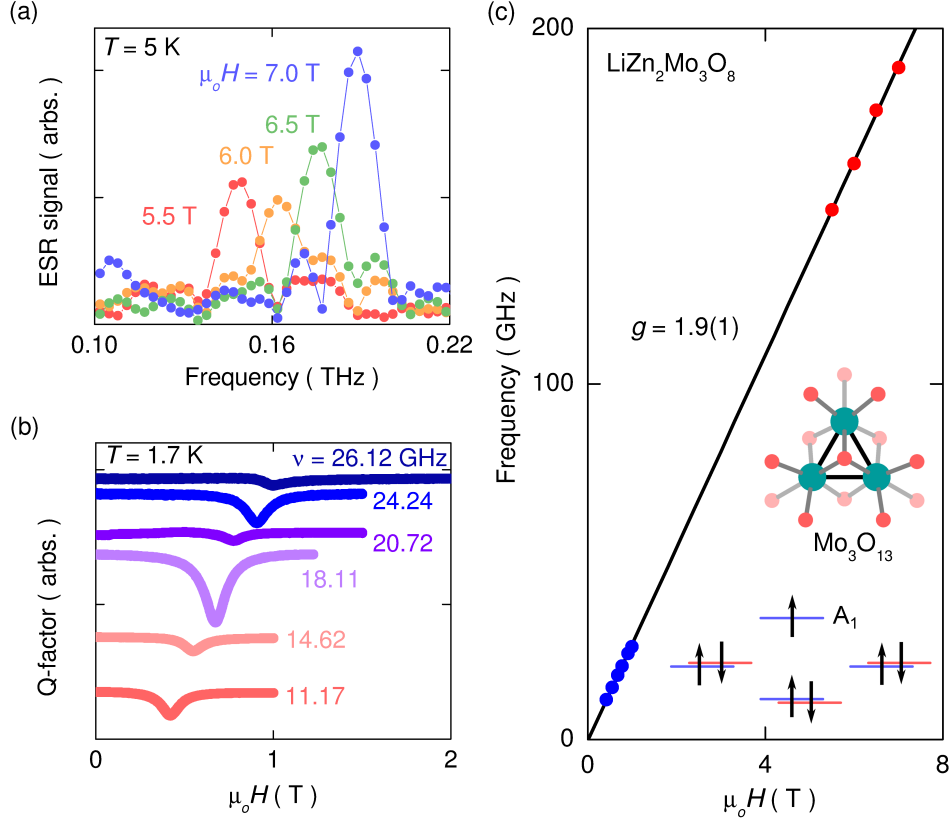 (a)
T = 5 K
μₒH = 7.0 T
6.5 T
6.0 T
5.5 T
ESR signal ( arbs. )
0.10
0.16
0.22
Frequency ( THz )
(b)
T = 1.7 K
ν = 26.12 GHz
24.24
20.72
18.11
14.62
11.17
Q-factor ( arbs. )
0
1
2
μₒH ( T )
(c)
200
LiZn₂Mo₃O₈
g = 1.9(1)
100
Frequency ( GHz )
Mo₃O₁₃
A₁
0
0
4
8
μₒH ( T )